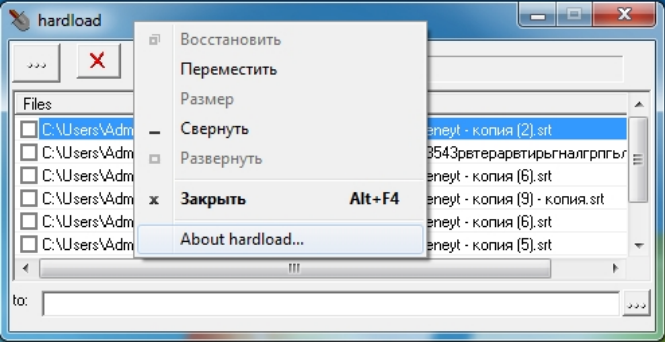 hardload
...
Восстановить
Переместить
Размер
Свернуть
Развернуть
Закрыть Alt+F4
About hardload...
Files
C:\Users\Adm eneyt - копия (2).srt
C:\Users\Adm
C:\Users\Adm eneyt - копия (6).srt
C:\Users\Adm eneyt - копия (9) - копия.srt
C:\Users\Adm eneyt - копия (6).srt
C:\Users\Adm eneyt - копия (5).srt
to:
...